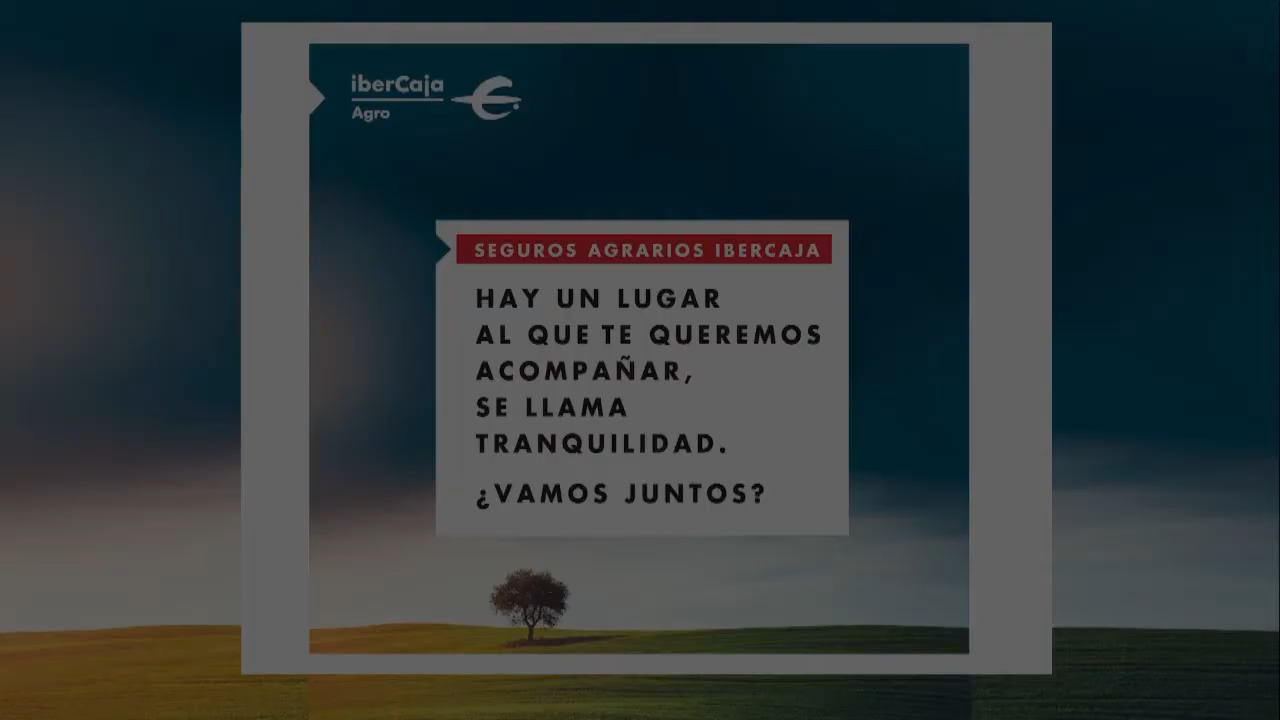 iberCaja
Agro
SEGUROS AGRARIOS IBERCAJA
HAY UN LUGAR
AL QUE TE QUEREMOS
ACOMPAÑAR,
SE LLAMA
TRANQUILIDAD.
¿VAMOS JUNTOS?